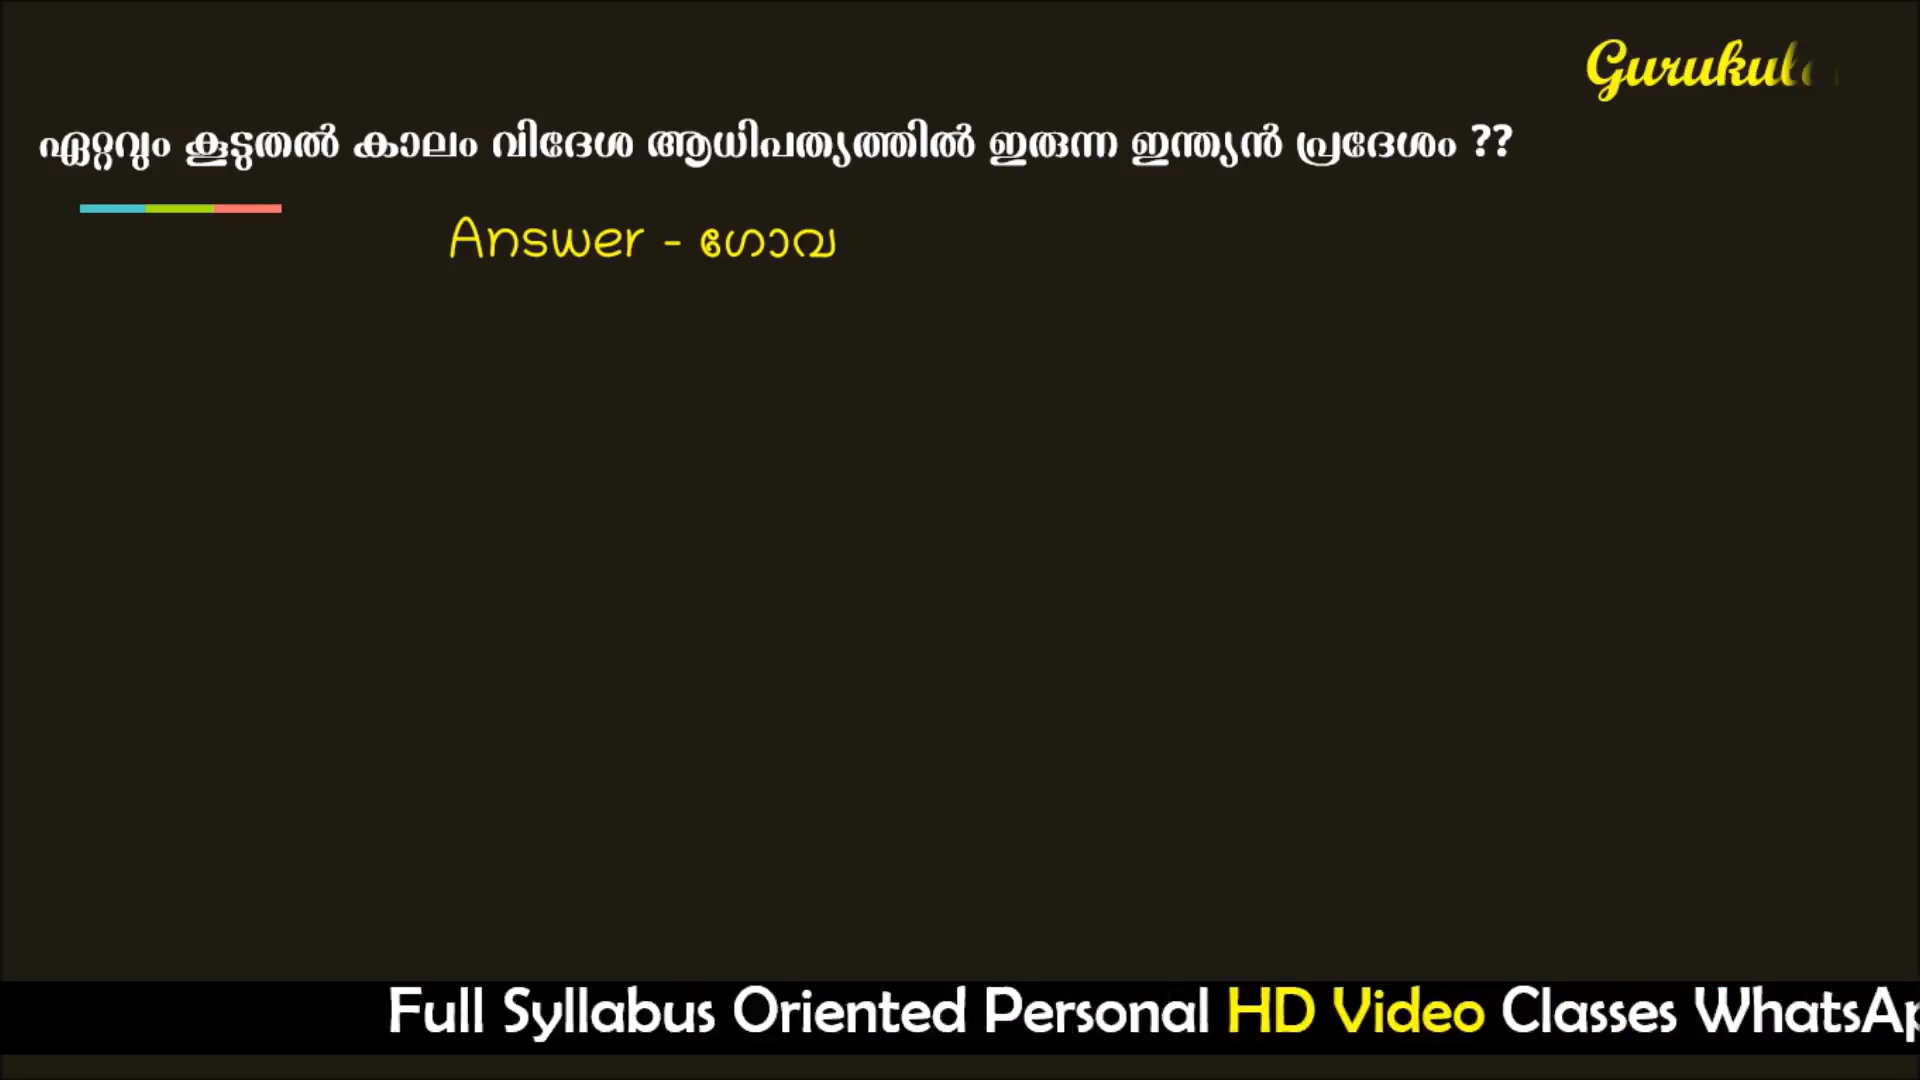 Gurukul
ഏറ്റവും കൂടുതൽ കാലം വിദേശ ആധിപത്യത്തിൽ ഇരുന്ന ഇന്ത്യൻ പ്രദേശം ??
Answer - ഗോവ
Full Syllabus Oriented Personal HD Video Classes WhatsAp